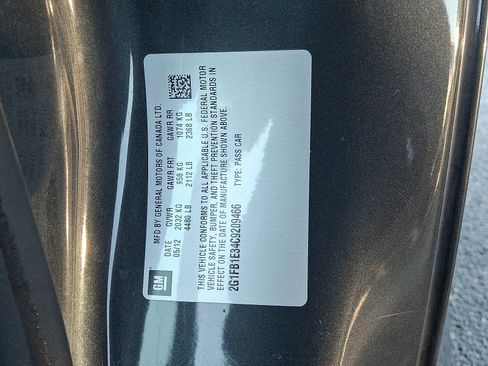 GM
MFD BY GENERAL MOTORS OF CANADA LTD.
DATE GVWR GAWR FRT GAWR RR
05/12 2032 KG 958 KG 1074 KG
4480 LB 2112 LB 2368 LB
THIS VEHICLE CONFORMS TO ALL APPLICABLE U.S. FEDERAL MOTOR
VEHICLE SAFETY, BUMPER, AND THEFT PREVENTION STANDARDS IN
EFFECT ON THE DATE OF MANUFACTURE SHOWN ABOVE.
2G1FB1E34C9209466 TYPE: PASS CAR